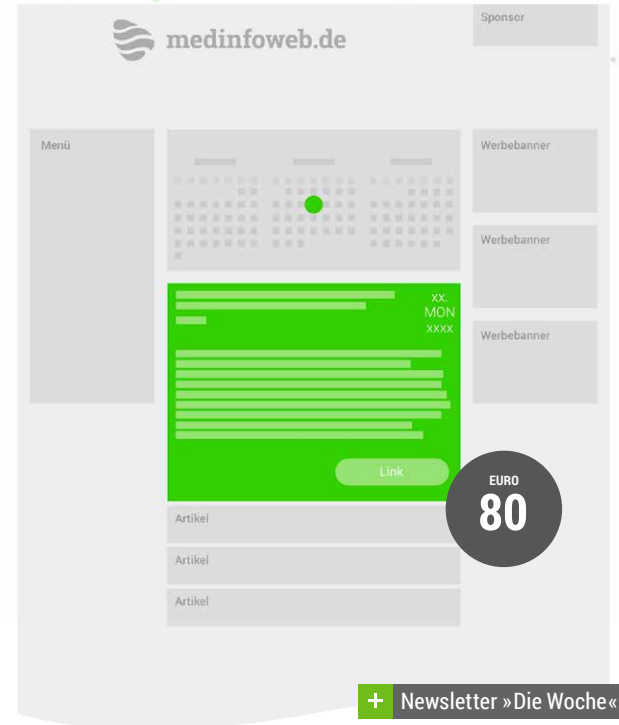 Sponsor
medinfoweb.de
Menü
Werbebanner
Werbebanner
xx.
MON
xxxx
Werbebanner
Link
EURO
80
Artikel
Artikel
Artikel
+ Newsletter »Die Woche«